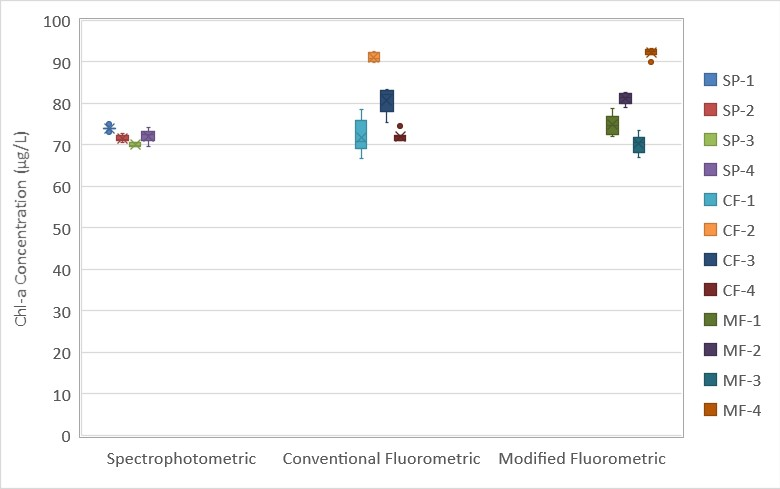 Chl-a Concentration (µg/L)
100
90
80
70
60
50
40
30
20
10
0
Spectrophotometric
Conventional Fluorometric
Modified Fluorometric
SP-1
SP-2
SP-3
SP-4
CF-1
CF-2
CF-3
CF-4
MF-1
MF-2
MF-3
MF-4